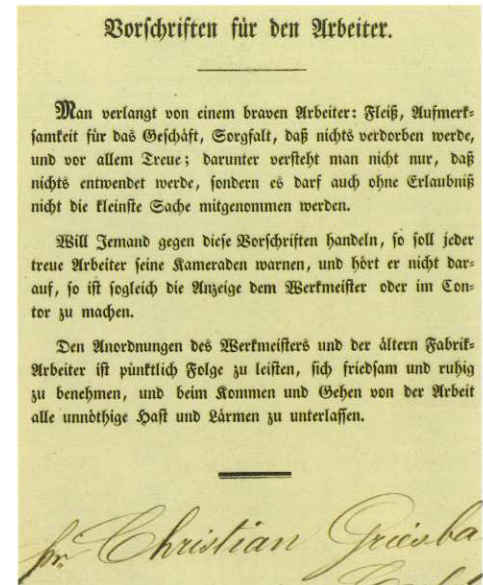 Vorschriften für den Arbeiter.
Man verlangt von einem braven Arbeiter: Fleiß, Aufmerk-
samkeit für das Geschäft, Sorgfalt, daß nichts verdorben werde,
und vor allem Treue; darunter versteht man nicht nur, daß
nichts entwendet werde, sondern es darf auch ohne Erlaubniß
nicht die kleinste Sache mitgenommen werden.
Will Jemand gegen diese Vorschriften handeln, so soll jeder
treue Arbeiter seine Kameraden warnen, und hört er nicht dar-
auf, so ist sogleich die Anzeige dem Werkmeister oder im Con-
tor zu machen.
Den Anordnungen des Werkmeisters und der ältern Fabrik-
Arbeiter ist pünktlich Folge zu leisten, sich friedsam und ruhig
zu benehmen, und beim Kommen und Gehen von der Arbeit
alle unnöthige Hast und Lärmen zu unterlassen.
pr. Christian Griesba